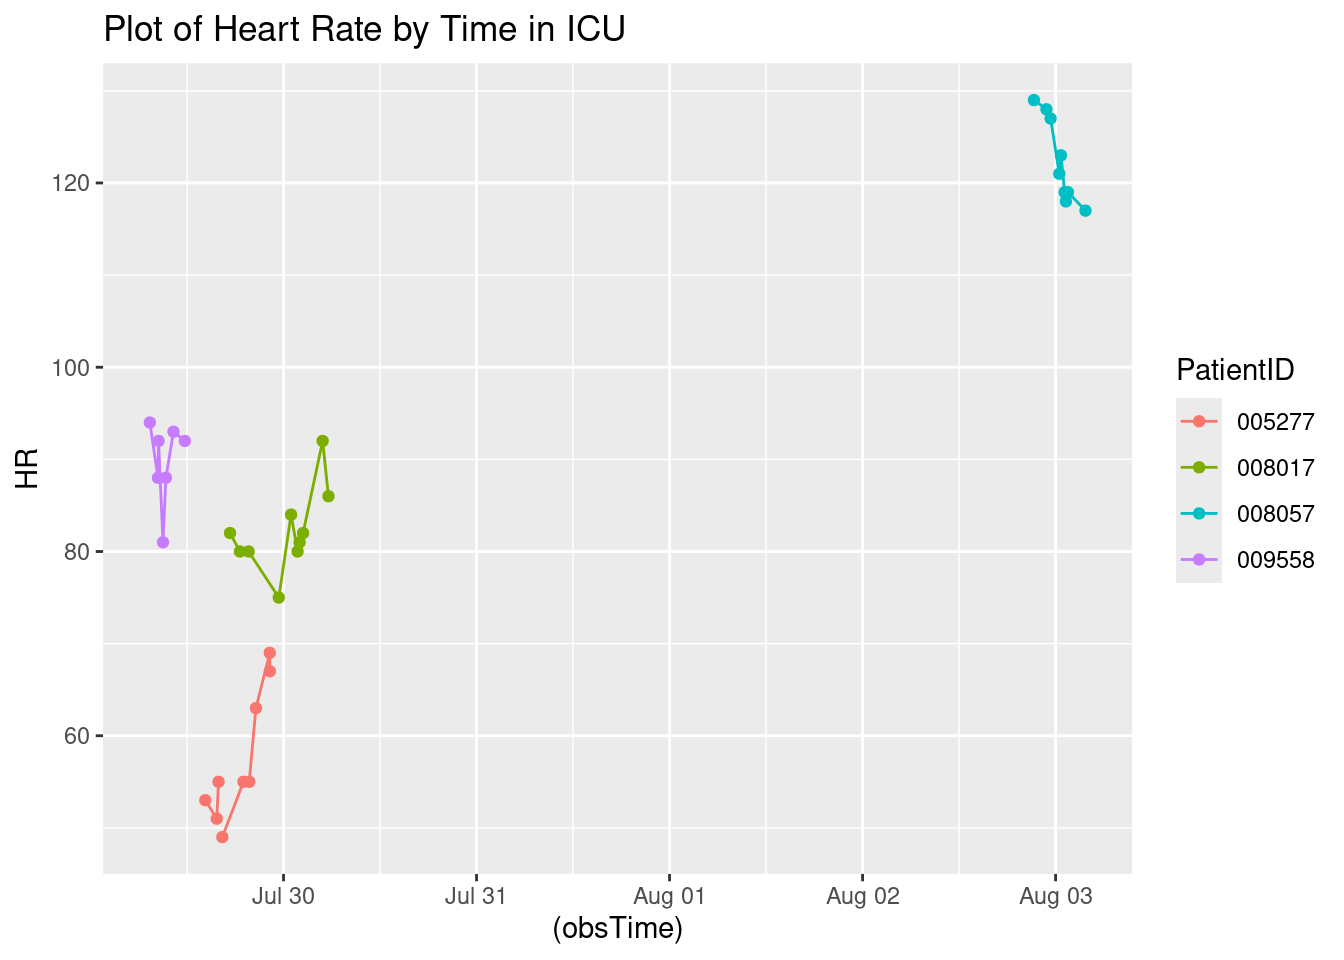 Plot of Heart Rate by Time in ICU
120
100
80
60
HR
Jul 30
Jul 31
Aug 01
Aug 02
Aug 03
(obsTime)
PatientID
005277
008017
008057
009558